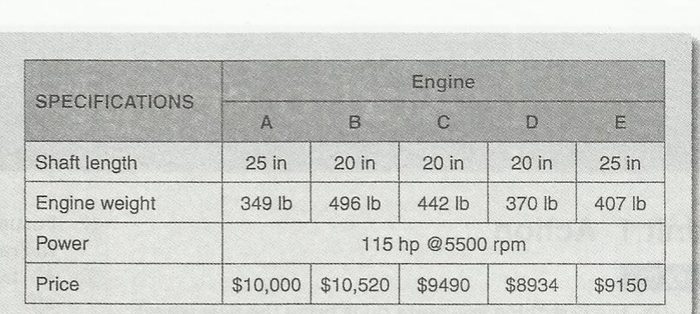 Engine
SPECIFICATIONS
A B C D E
Shaft length 25 in 20 in 20 in 20 in 25 in
Engine weight 349 lb 496 lb 442 lb 370 lb 407 lb
Power 115 hp @5500 rpm
Price $10,000 $10,520 $9490 $8934 $9150